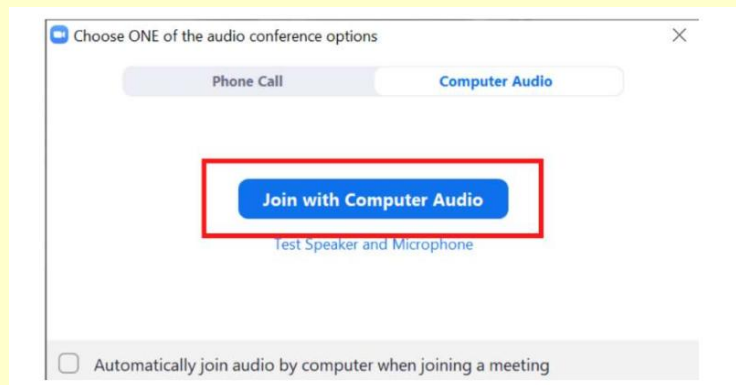 Choose ONE of the audio conference options
Phone Call Computer Audio
Join with Computer Audio
Test Speaker and Microphone
Automatically join audio by computer when joining a meeting